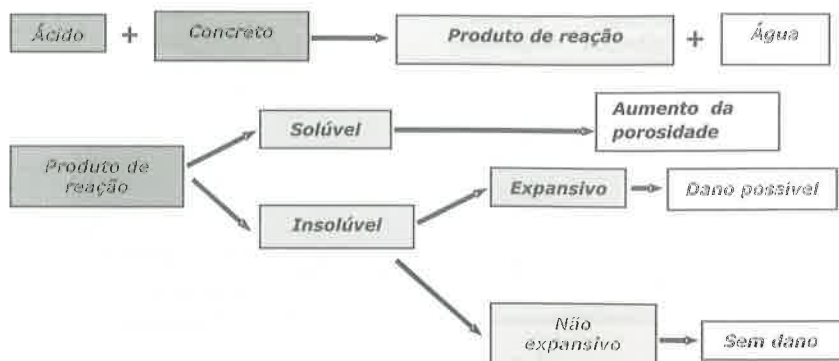 Ácido + Concreto Produto de reação + Água
Solúvel
Aumento da
porosidade
Produto de
reação
Expansivo
Dano possível
Insolúvel
Não
expansivo
Sem dano